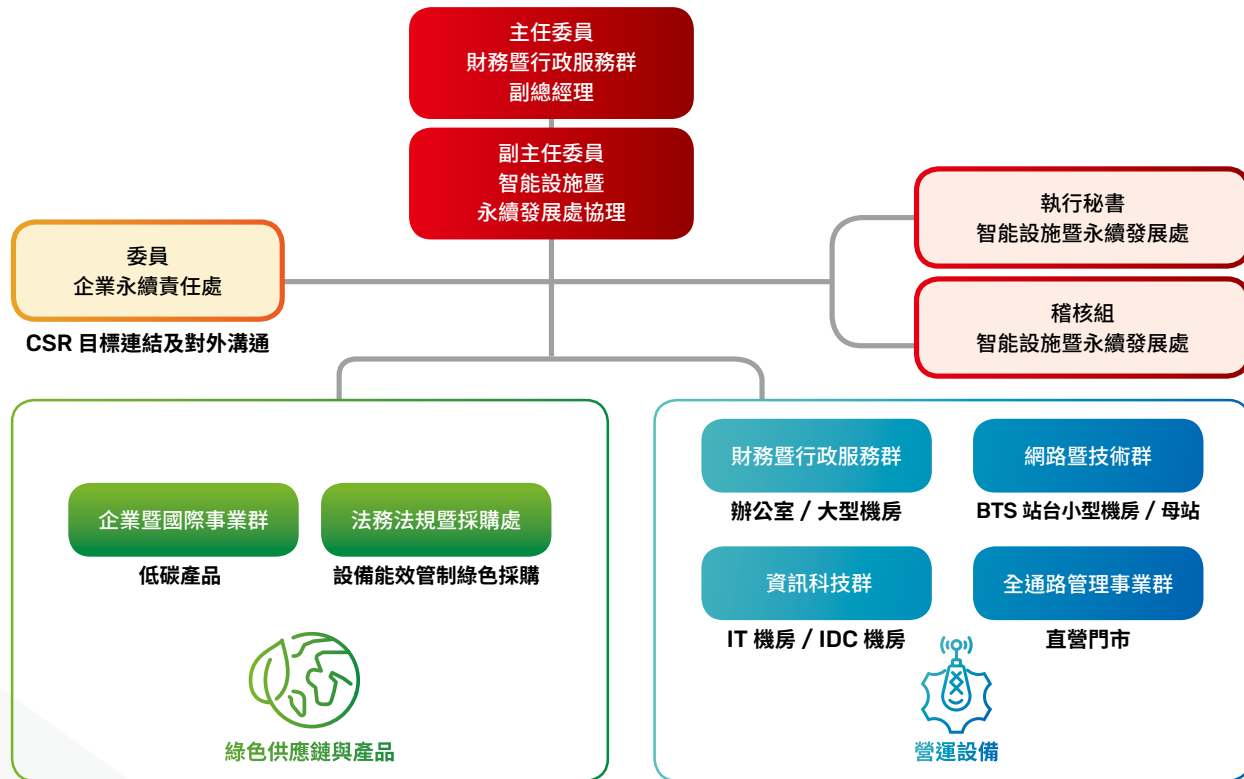 主任委員
財務暨行政服務群
副總經理
副主任委員
智能設施暨
永續發展處協理
委員
企業永續責任處
CSR 目標連結及對外溝通
執行秘書
智能設施暨永續發展處
稽核組
智能設施暨永續發展處
企業暨國際事業群
低碳產品
法務法規暨採購處
設備能效管制綠色採購
綠色供應鏈與產品
財務暨行政服務群
辦公室 / 大型機房
網路暨技術群
BTS 站台小型機房 / 母站
資訊科技群
IT 機房 / IDC 機房
全通路管理事業群
直營門市
營運設備